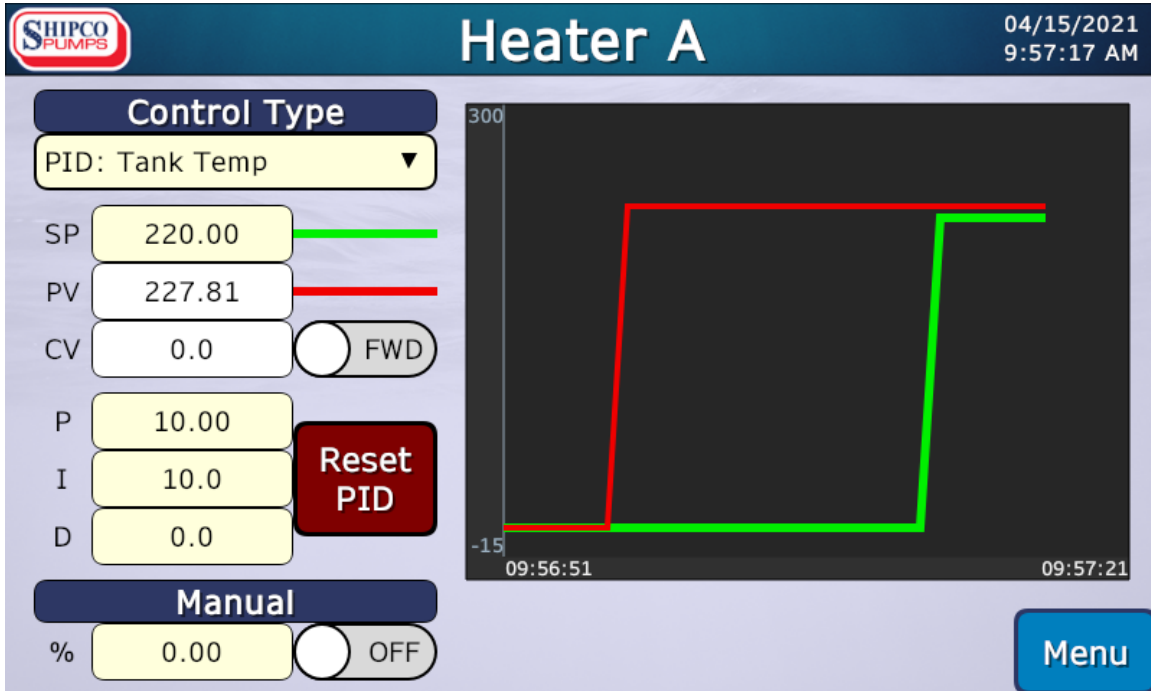 SHIPCO
PUMPS
Heater A
04/15/2021
9:57:17 AM
Control Type
PID: Tank Temp ▼
SP 220.00
PV 227.81
CV 0.0 FWD
P 10.00
I 10.0
D 0.0
Reset
PID
Manual
% 0.00 OFF
300
-15
09:56:51 09:57:21
Menu